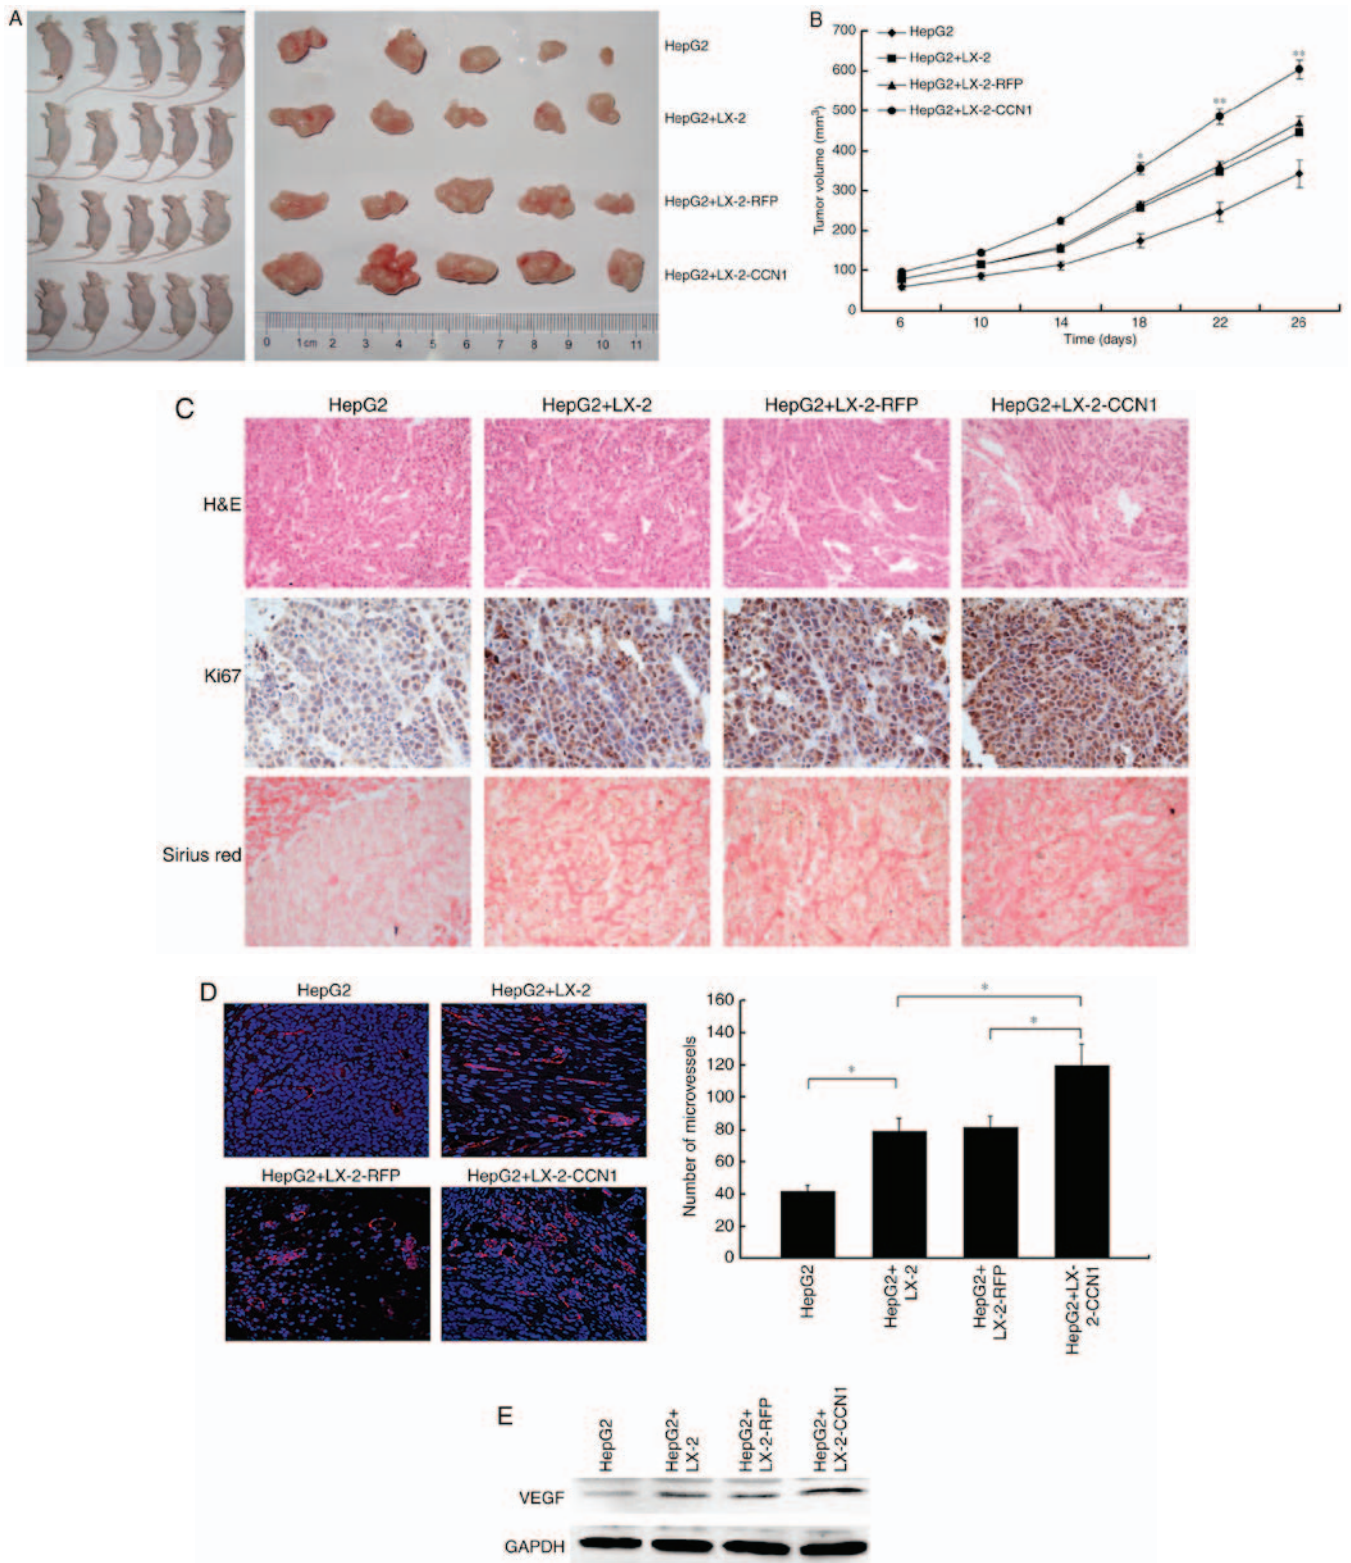 A
HepG2
HepG2+LX-2
HepG2+LX-2-RFP
HepG2+LX-2-CCN1
0 1cm 2 3 4 5 6 7 8 9 10 11
B
700
600
500
400
300
200
100
0
Tumor volume (mm3)
HepG2
HepG2+LX-2
HepG2+LX-2-RFP
HepG2+LX-2-CCN1
*
**
**
6 10 14 18 22 26
Time (days)
C
HepG2 HepG2+LX-2 HepG2+LX-2-RFP HepG2+LX-2-CCN1
H&E
Ki67
Sirius red
D
HepG2 HepG2+LX-2
HepG2+LX-2-RFP HepG2+LX-2-CCN1
Number of microvessels
160
140
120
100
80
60
40
20
0
*
*
*
HepG2
HepG2+
LX-2
HepG2+
LX-2-RFP
HepG2+LX-
2-CCN1
E
HepG2
HepG2+
LX-2
HepG2+
LX-2-RFP
HepG2+
LX-2-CCN1
VEGF
GAPDH